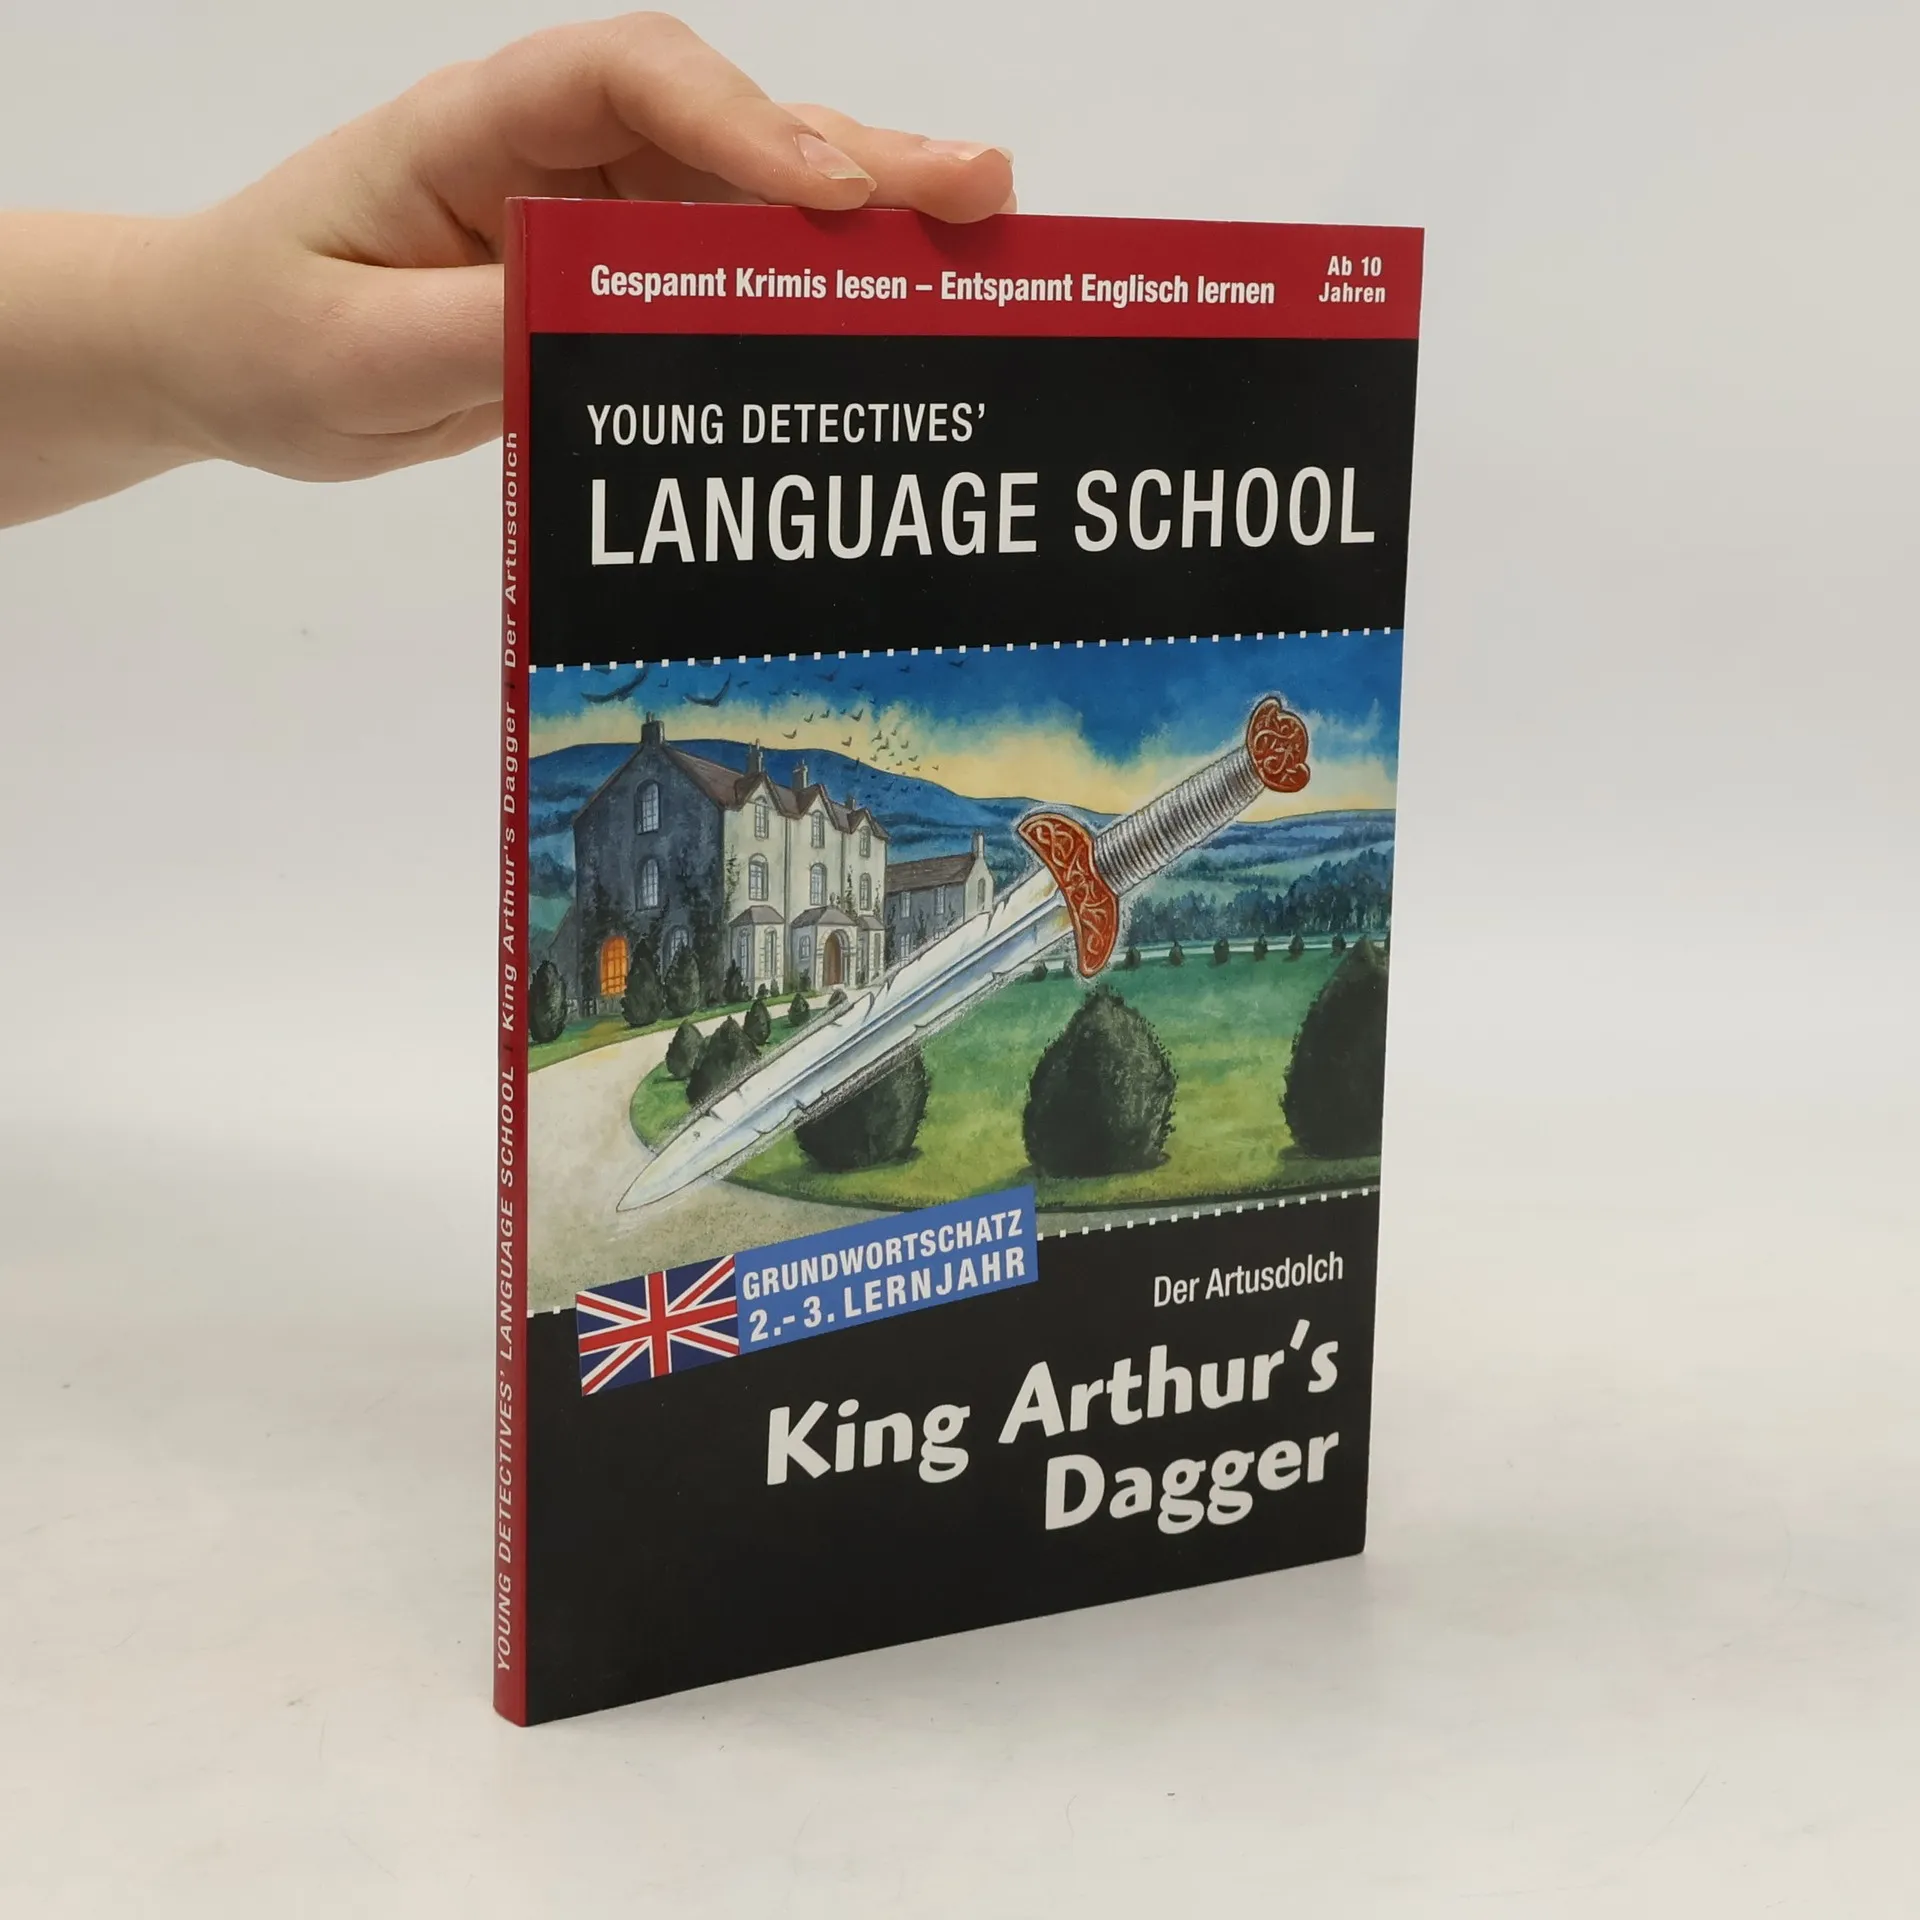 Gespannt Krimis lesen – Entspannt Englisch lernen
Ab 10
Jahren
YOUNG DETECTIVES’
LANGUAGE SCHOOL
GRUNDWORTSCHATZ
2.- 3. LERNJAHR
Der Artusdolch
King Arthur's
Dagger
YOUNG DETECTIVES’ LANGUAGE SCHOOL I King Arthur's Dagger I Der Artusdolch